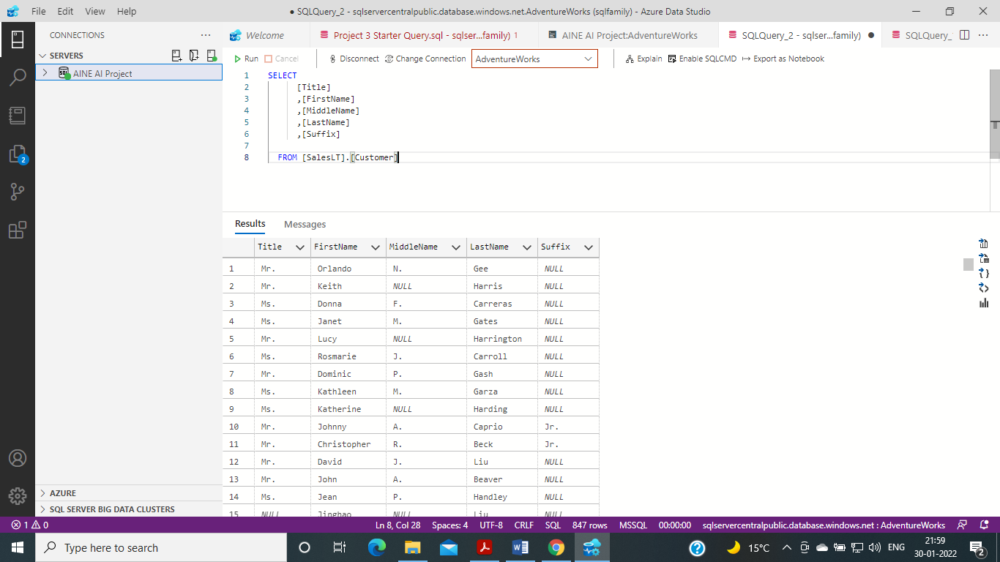 File Edit View Help ● SQLQuery_2 - sqlservercentralpublic.database.windows.net.AdventureWorks (sqlfamily) - Azure Data Studio
CONNECTIONS
Welcome Project 3 Starter Query.sql - sqlser...family) 1 AINE AI Project:AdventureWorks SQLQuery_2 - sqlser...family) ● SQLQuery_
SERVERS
Run Cancel Disconnect Change Connection AdventureWorks Explain Enable SQLCMD Export as Notebook
SQL AINE AI Project
1 SELECT
2 [Title]
3 ,[FirstName]
4 ,[MiddleName]
5 ,[LastName]
6 ,[Suffix]
7
8 FROM [SalesLT].[Customer]
2
Results Messages
Title FirstName MiddleName LastName Suffix
1 Mr. Orlando N. Gee NULL
2 Mr. Keith NULL Harris NULL
3 Ms. Donna F. Carreras NULL
4 Ms. Janet M. Gates NULL
5 Mr. Lucy NULL Harrington NULL
6 Ms. Rosmarie J. Carroll NULL
7 Mr. Dominic P. Gash NULL
8 Ms. Kathleen M. Garza NULL
9 Ms. Katherine NULL Harding NULL
10 Mr. Johnny A. Caprio Jr.
11 Mr. Christopher R. Beck Jr.
12 Mr. David J. Liu NULL
13 Mr. John A. Beaver NULL
14 Ms. Jean P. Handley NULL
15 NULL Jinghao NULL Liu NULL
AZURE
SQL SERVER BIG DATA CLUSTERS
1 0 Ln 8, Col 28 Spaces: 4 UTF-8 CRLF SQL 847 rows MSSQL 00:00:00 sqlservercentralpublic.database.windows.net : AdventureWorks
Type here to search 15°C ENG 21:59
30-01-2022 2